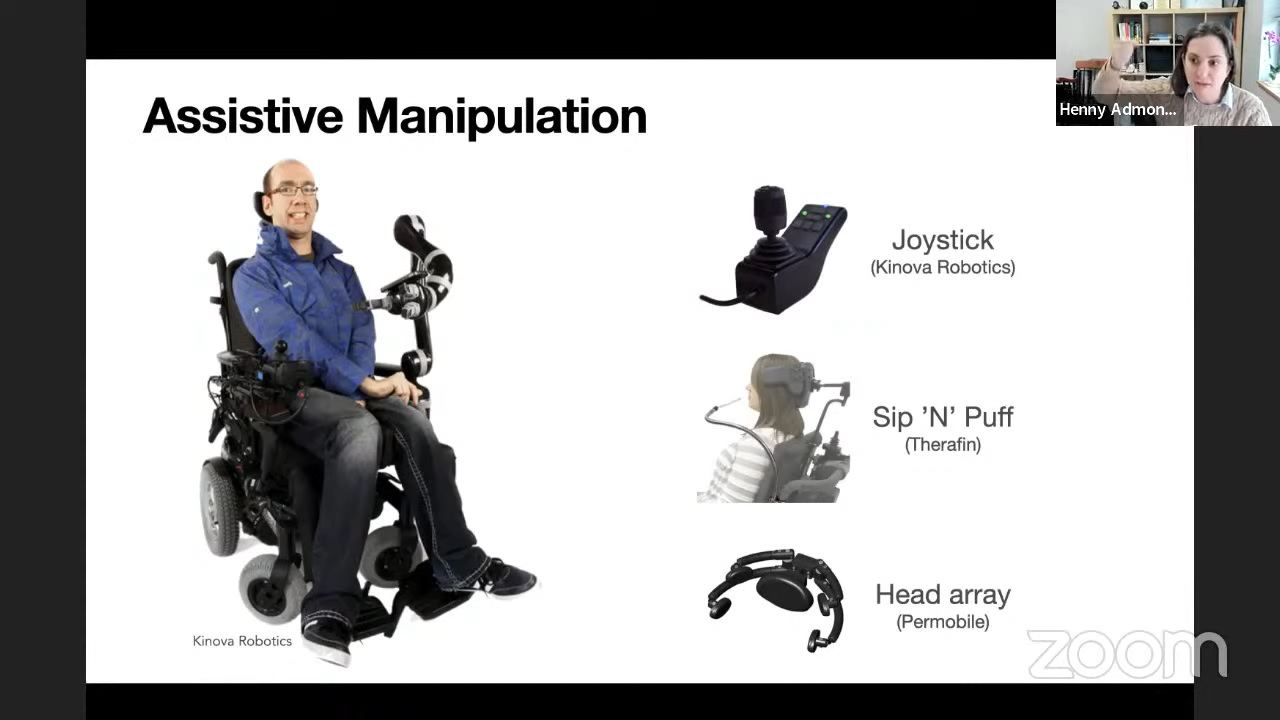 Henny Admon...
Assistive Manipulation
Joystick
(Kinova Robotics)
Sip 'N' Puff
(Therafin)
Head array
(Permobile)
Kinova Robotics
zoom